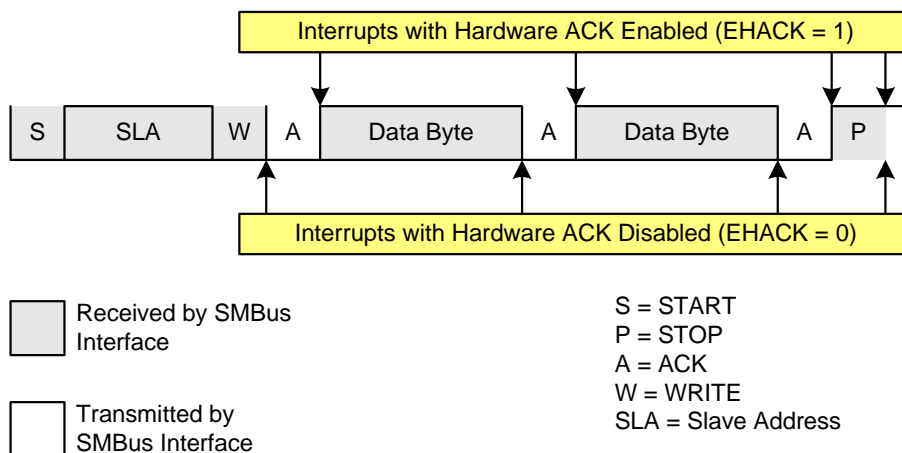 Interrupts with Hardware ACK Enabled (EHACK = 1)
S SLA W A Data Byte A Data Byte A P
Interrupts with Hardware ACK Disabled (EHACK = 0)
Received by SMBus
Interface
Transmitted by
SMBus Interface
S = START
P = STOP
A = ACK
W = WRITE
SLA = Slave Address